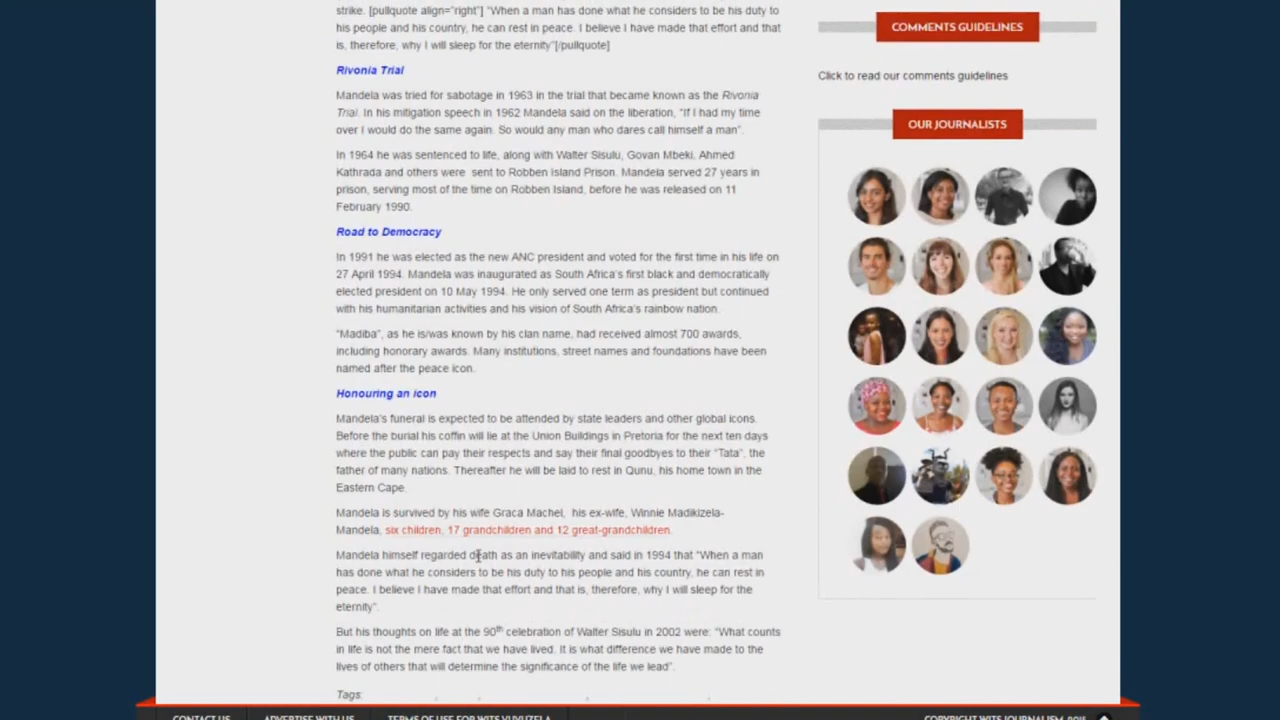 strike. [pullquote align="right"] "When a man has done what he considers to be his duty to
his people and his country, he can rest in peace. I believe I have made that effort and that
is, therefore, why I will sleep for the eternity"[/pullquote]
Rivonia Trial
Mandela was tried for sabotage in 1963 in the trial that became known as the Rivonia
Trial. In his mitigation speech in 1962 Mandela said on the liberation, "If I had my time
over I would do the same again. So would any man who dares call himself a man".
In 1964 he was sentenced to life, along with Walter Sisulu, Govan Mbeki, Ahmed
Kathrada and others were sent to Robben Island Prison. Mandela served 27 years in
prison, serving most of the time on Robben Island, before he was released on 11
February 1990.
Road to Democracy
In 1991 he was elected as the new ANC president and voted for the first time in his life on
27 April 1994. Mandela was inaugurated as South Africa's first black and democratically
elected president on 10 May 1994. He only served one term as president but continued
with his humanitarian activities and his vision of South Africa's rainbow nation.
"Madiba", as he is/was known by his clan name, had received almost 700 awards,
including honorary awards. Many institutions, street names and foundations have been
named after the peace icon.
Honouring an icon
Mandela's funeral is expected to be attended by state leaders and other global icons.
Before the burial his coffin will lie at the Union Buildings in Pretoria for the next ten days
where the public can pay their respects and say their final goodbyes to their "Tata", the
father of many nations. Thereafter he will be laid to rest in Qunu, his home town in the
Eastern Cape.
Mandela is survived by his wife Graca Machel, his ex-wife, Winnie Madikizela-
Mandela, six children, 17 grandchildren and 12 great-grandchildren.
Mandela himself regarded death as an inevitability and said in 1994 that "When a man
has done what he considers to be his duty to his people and his country, he can rest in
peace. I believe I have made that effort and that is, therefore, why I will sleep for the
eternity".
But his thoughts on life at the 90th celebration of Walter Sisulu in 2002 were: "What counts
in life is not the mere fact that we have lived. It is what difference we have made to the
lives of others that will determine the significance of the life we lead".
Tags:
COMMENTS GUIDELINES
Click to read our comments guidelines
OUR JOURNALISTS
CONTACT US
ADVERTISE WITH US
TERMS OF USE FOR WITS VUVUZELA
COPYRIGHT WITS JOURNALISM